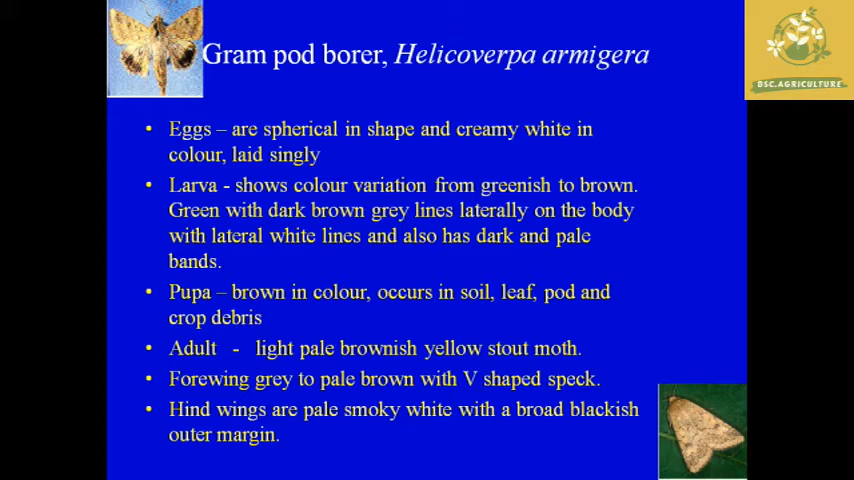 Gram pod borer, Helicoverpa armigera
BSC.AGRICULTURE
• Eggs – are spherical in shape and creamy white in
colour, laid singly
• Larva - shows colour variation from greenish to brown.
Green with dark brown grey lines laterally on the body
with lateral white lines and also has dark and pale
bands.
• Pupa – brown in colour, occurs in soil, leaf, pod and
crop debris
• Adult - light pale brownish yellow stout moth.
• Forewing grey to pale brown with V shaped speck.
• Hind wings are pale smoky white with a broad blackish
outer margin.